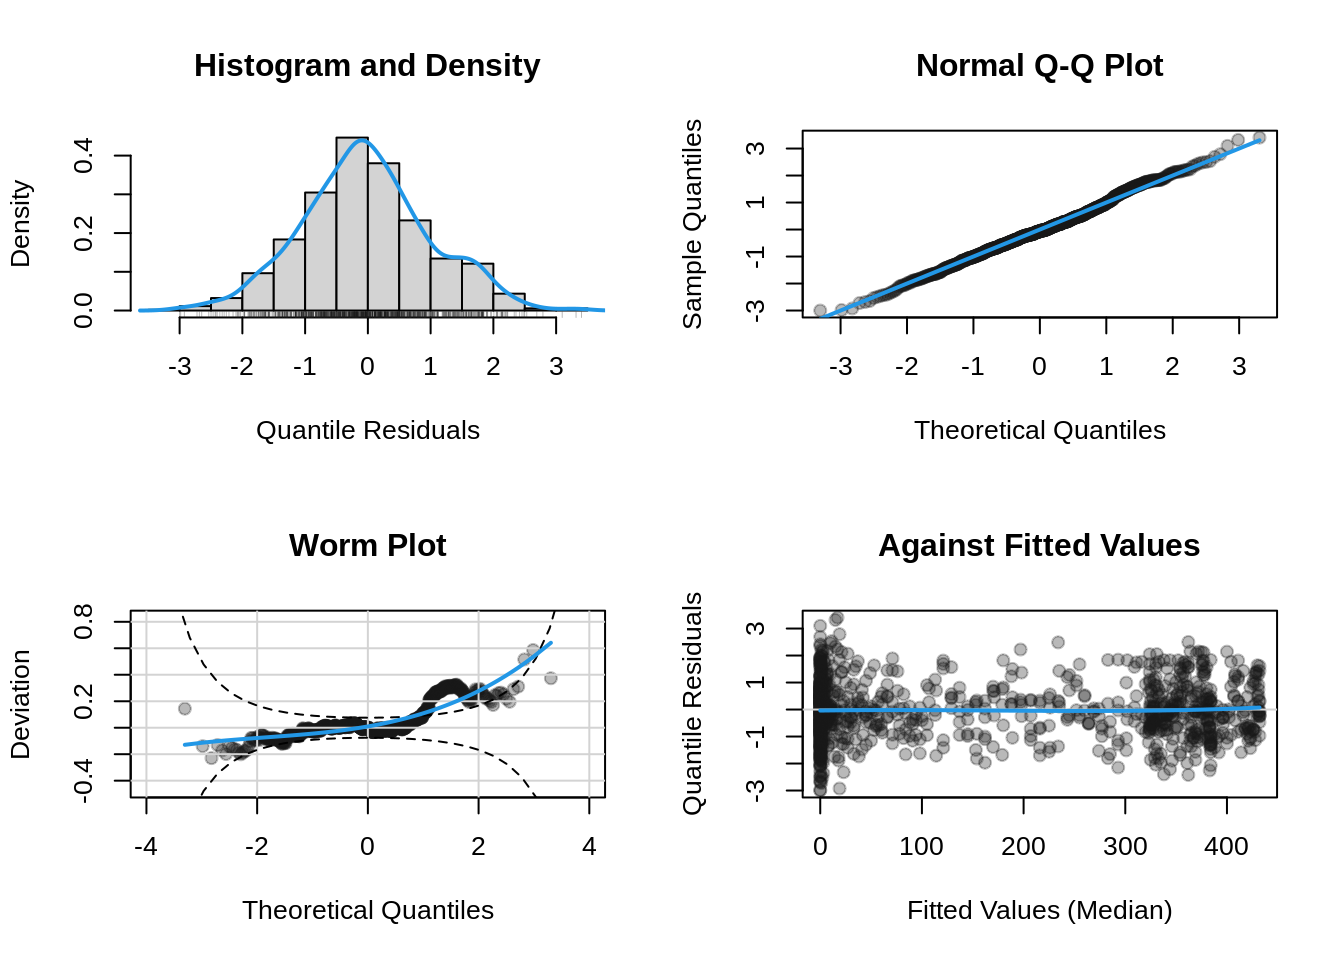 Histogram and Density
Density
0.0 0.2 0.4
-3 -2 -1 0 1 2 3
Quantile Residuals
Normal Q-Q Plot
Sample Quantiles
-3 -1 1 3
-3 -2 -1 0 1 2 3
Theoretical Quantiles
Worm Plot
Deviation
-0.4 0.2 0.8
-4 -2 0 2 4
Theoretical Quantiles
Against Fitted Values
Quantile Residuals
-3 -1 1 3
0 100 200 300 400
Fitted Values (Median)